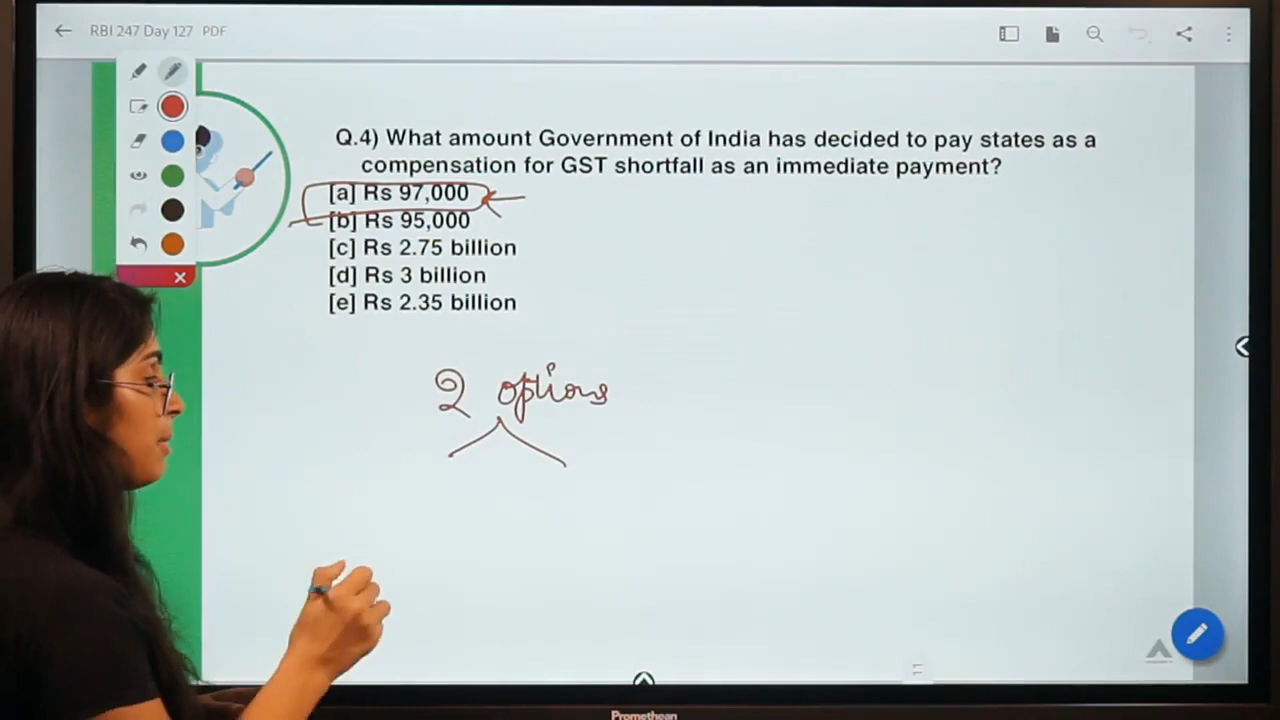 RBI 247 Day 127 PDF
Q.4) What amount Government of India has decided to pay states as a
compensation for GST shortfall as an immediate payment?
[a] Rs 97,000
[b] Rs 95,000
[c] Rs 2.75 billion
[d] Rs 3 billion
[e] Rs 2.35 billion
2 options
11
Promethean